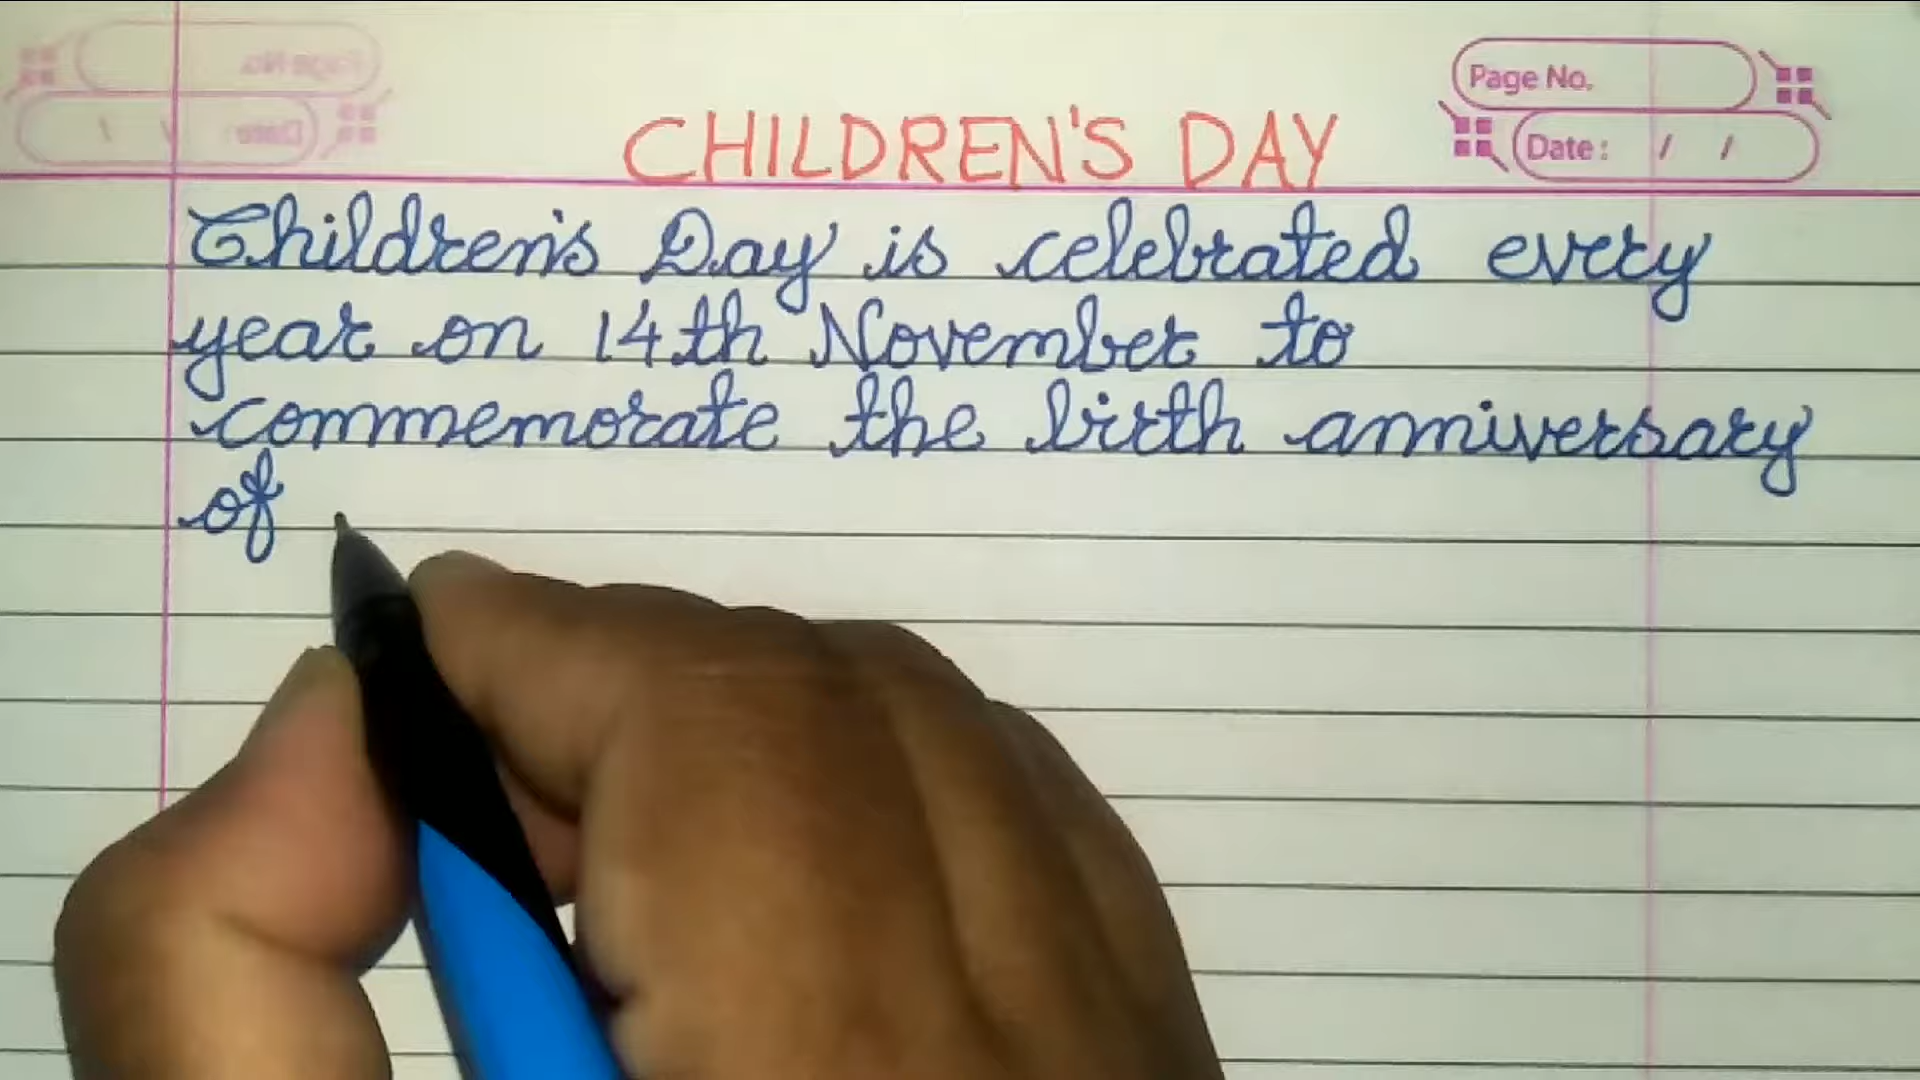 Page No.
Date: / /
CHILDREN'S DAY
Children's Day is celebrated every
year on 14th November to
commemorate the birth anniversary
of